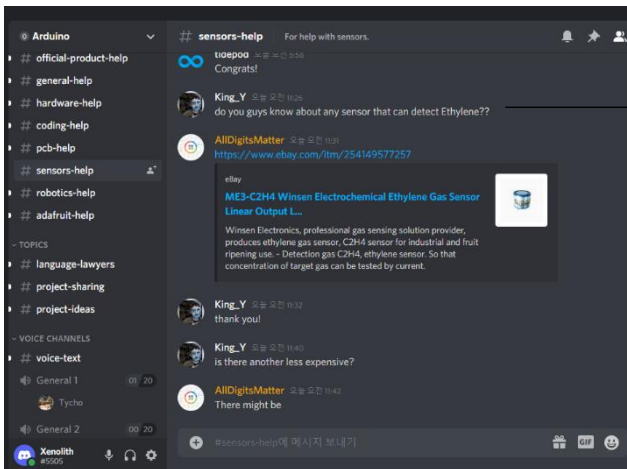 Arduino
# official-product-help
# general-help
# hardware-help
# coding-help
# pcb-help
# sensors-help
# robotics-help
# adafruit-help
TOPICS
# language-lawyers
# project-sharing
# project-ideas
VOICE CHANNELS
# voice-text
General 1 01 20
Tycho
General 2 00 20
Xenolith
#5505
# sensors-help For help with sensors.
tidepod 오늘 오전 5:58
Congrats!
King_Y 오늘 오전 11:26
do you guys know about any sensor that can detect Ethylene??
AllDigitsMatter 오늘 오전 11:31
https://www.ebay.com/itm/254149577257
eBay
ME3-C2H4 Winsen Electrochemical Ethylene Gas Sensor
Linear Output L...
Winsen Electronics, professional gas sensing solution provider,
produces ethylene gas sensor, C2H4 sensor for industrial and fruit
ripening use. - Detection gas C2H4, ethylene sensor. So that
concentration of target gas can be tested by current.
King_Y 오늘 오전 11:32
thank you!
King_Y 오늘 오전 11:40
is there another less expensive?
AllDigitsMatter 오늘 오전 11:42
There might be
#sensors-help에 메시지 보내기
GIF